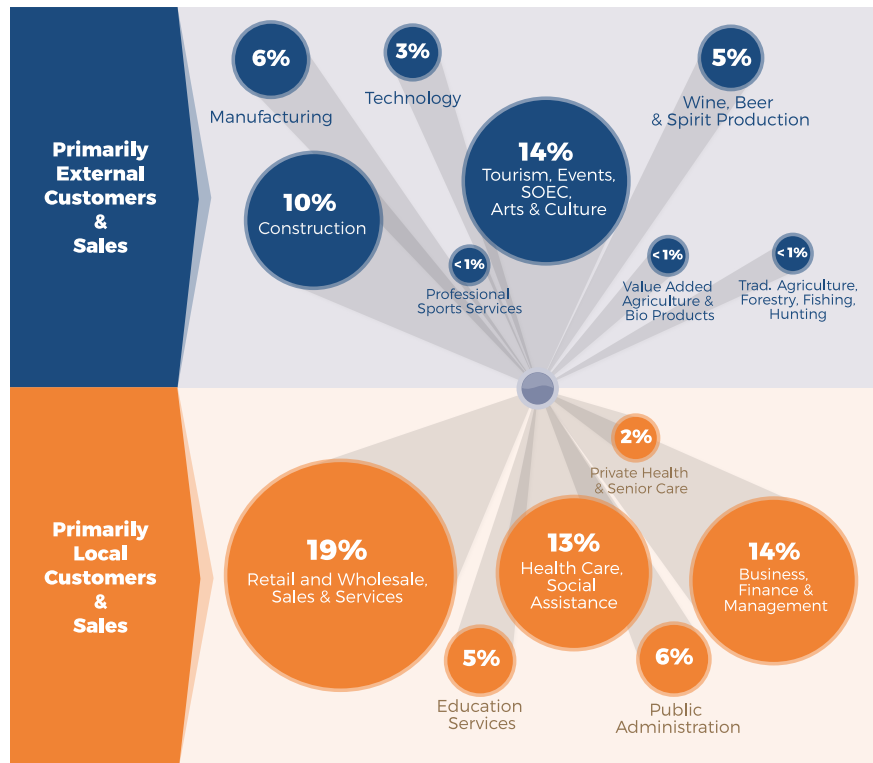 Primarily
External
Customers
&
Sales
6%
Manufacturing
3%
Technology
5%
Wine, Beer
& Spirit Production
10%
Construction
14%
Tourism, Events,
SOEC,
Arts & Culture
< 1%
Professional
Sports Services
< 1%
Value Added
Agriculture &
Bio Products
< 1%
Trad. Agriculture,
Forestry, Fishing,
Hunting
Primarily
Local
Customers
&
Sales
2%
Private Health
& Senior Care
19%
Retail and Wholesale,
Sales & Services
13%
Health Care,
Social
Assistance
14%
Business,
Finance &
Management
5%
Education
Services
6%
Public
Administration